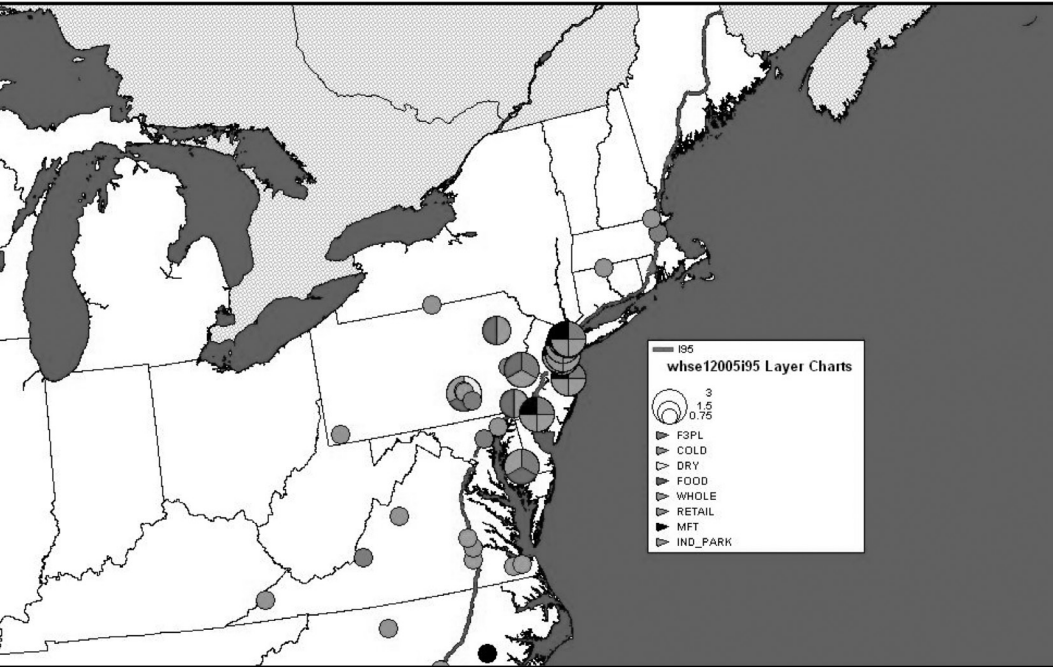 I95
whse12005i95 Layer Charts
3
1.5
0.75
F3PL
COLD
DRY
FOOD
WHOLE
RETAIL
MFT
IND_PARK